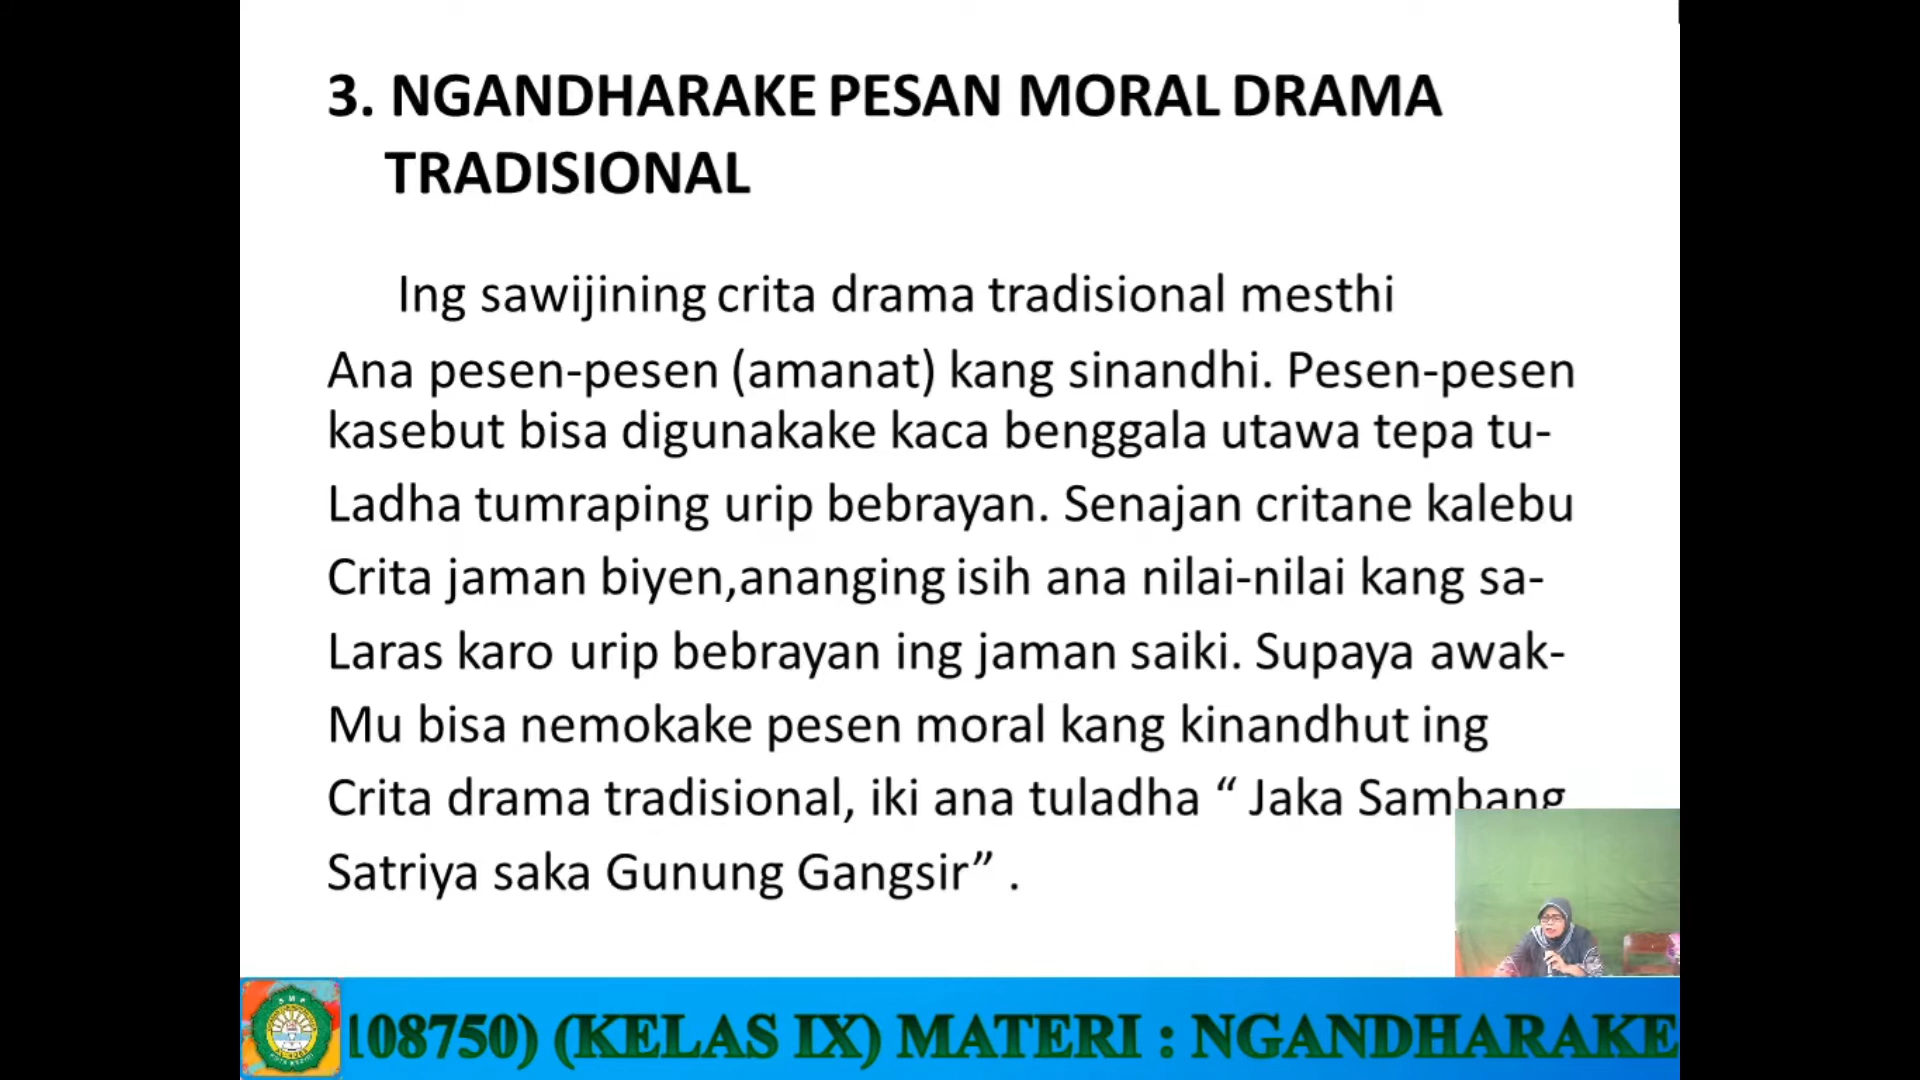 3. NGANDHARAKE PESAN MORAL DRAMA
TRADISIONAL
Ing sawijining crita drama tradisional mesthi
Ana pesen-pesen (amanat) kang sinandhi. Pesen-pesen
kasebut bisa digunakake kaca benggala utawa tepa tu-
Ladha tumraping urip bebrayan. Senajan critane kalebu
Crita jaman biyen,ananging isih ana nilai-nilai kang sa-
Laras karo urip bebrayan ing jaman saiki. Supaya awak-
Mu bisa nemokake pesen moral kang kinandhut ing
Crita drama tradisional, iki ana tuladha “ Jaka Sambang
Satriya saka Gunung Gangsir” .
108750) (KELAS IX) MATERI : NGANDHARAKE